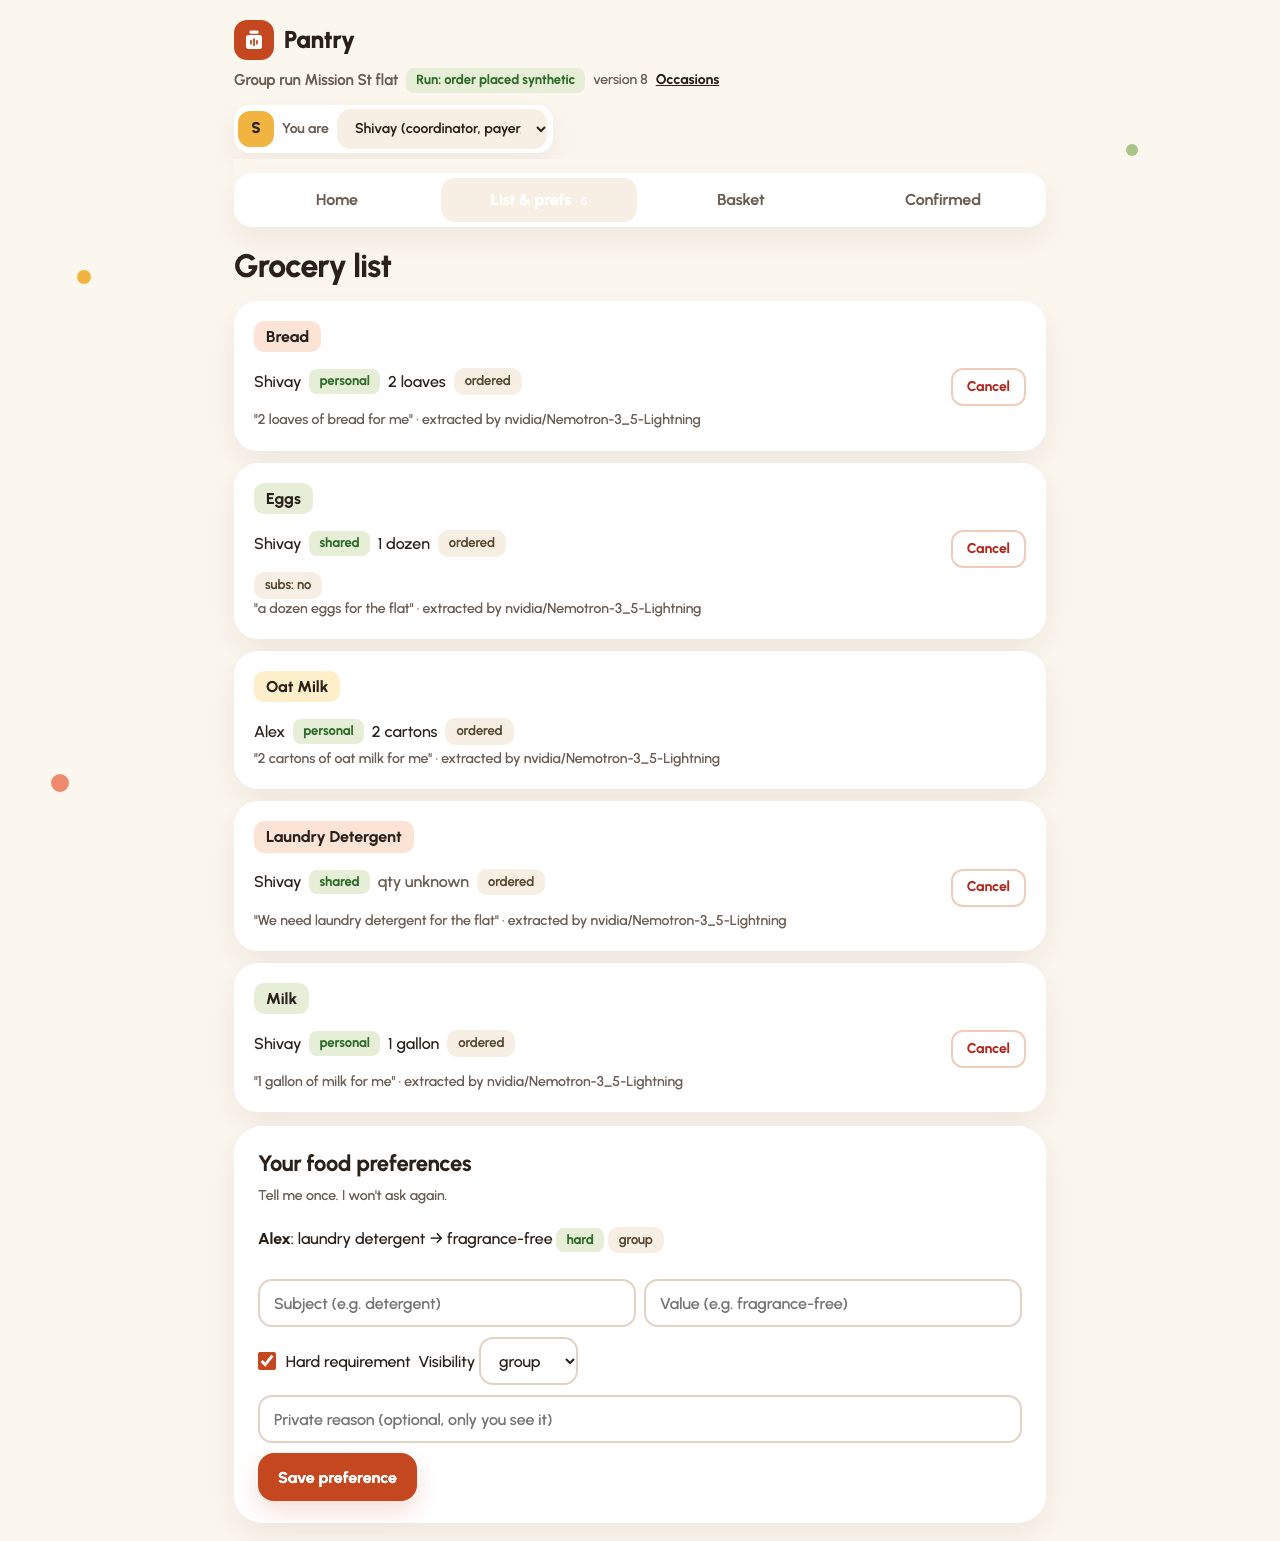 Pantry
Group run Mission St flat Run: order placed synthetic version 8 Occasions
S You are Shivay (coordinator, payer
Home List & prefs · 5 Basket Confirmed
Grocery list
Bread
Shivay personal 2 loaves ordered Cancel
"2 loaves of bread for me" · extracted by nvidia/Nemotron-3_5-Lightning
Eggs
Shivay shared 1 dozen ordered Cancel
subs: no
"a dozen eggs for the flat" · extracted by nvidia/Nemotron-3_5-Lightning
Oat Milk
Alex personal 2 cartons ordered
"2 cartons of oat milk for me" · extracted by nvidia/Nemotron-3_5-Lightning
Laundry Detergent
Shivay shared qty unknown ordered Cancel
"We need laundry detergent for the flat" · extracted by nvidia/Nemotron-3_5-Lightning
Milk
Shivay personal 1 gallon ordered Cancel
"1 gallon of milk for me" · extracted by nvidia/Nemotron-3_5-Lightning
Your food preferences
Tell me once. I won't ask again.
Alex: laundry detergent → fragrance-free hard group
Subject (e.g. detergent) Value (e.g. fragrance-free)
Hard requirement Visibility group
Private reason (optional, only you see it)
Save preference